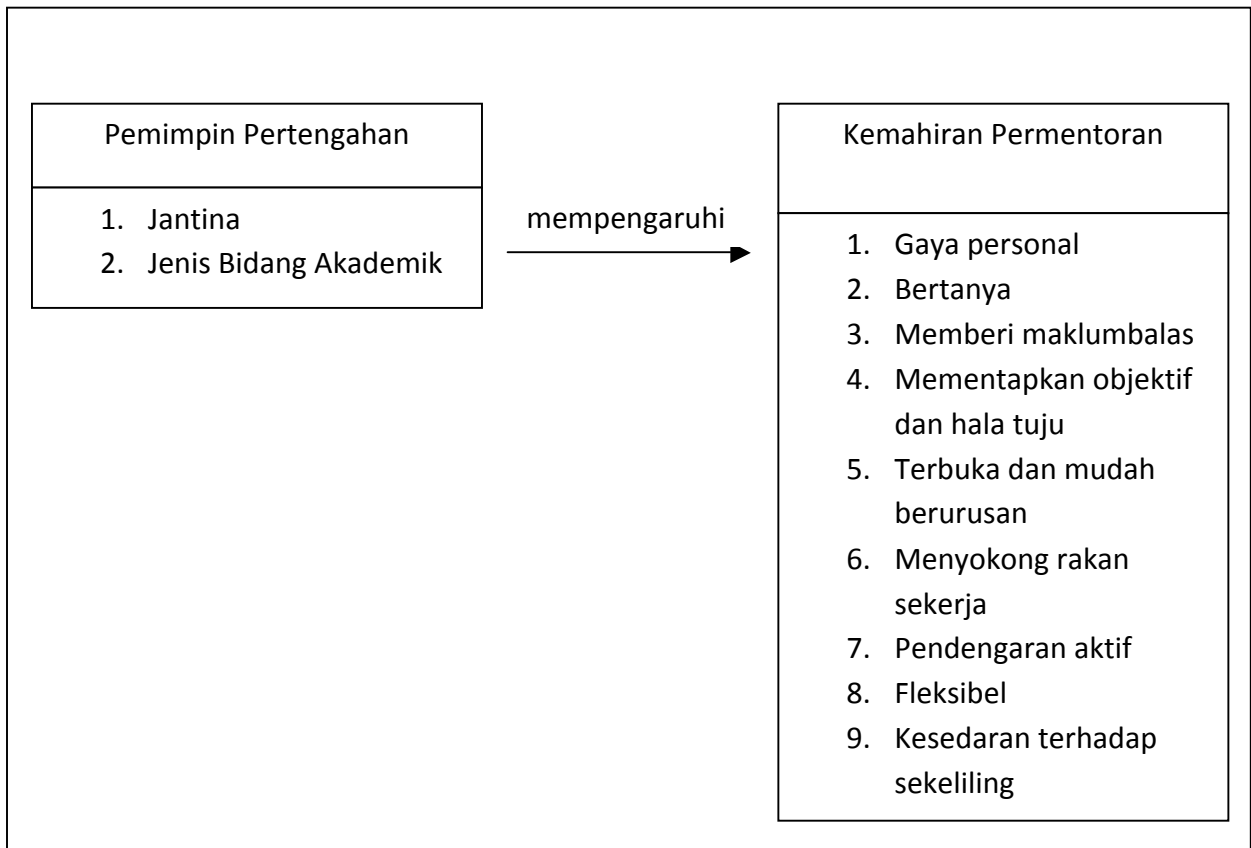 Pemimpin Pertengahan
1. Jantina
2. Jenis Bidang Akademik
mempengaruhi
Kemahiran Permentoran
1. Gaya personal
2. Bertanya
3. Memberi maklumbalas
4. Mementapkan objektif
dan hala tuju
5. Terbuka dan mudah
berurusan
6. Menyokong rakan
sekerja
7. Pendengaran aktif
8. Fleksibel
9. Kesedaran terhadap
sekeliling